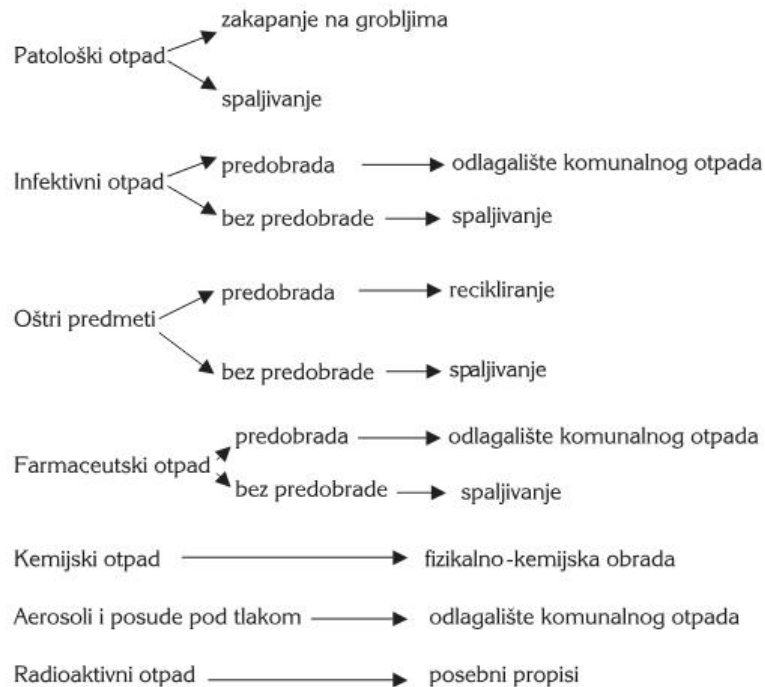 zakapanje na grobljima
Patološki otpad
spaljivanje
predobrada odlagalište komunalnog otpada
Infektivni otpad
bez predobrade spaljivanje
predobrada recikliranje
Oštri predmeti
bez predobrade spaljivanje
predobrada odlagalište komunalnog otpada
Farmaceutski otpad
bez predobrade spaljivanje
Kemijski otpad fizikalno-kemijska obrada
Aerosoli i posude pod tlakom odlagalište komunalnog otpada
Radioaktivni otpad posebni propisi